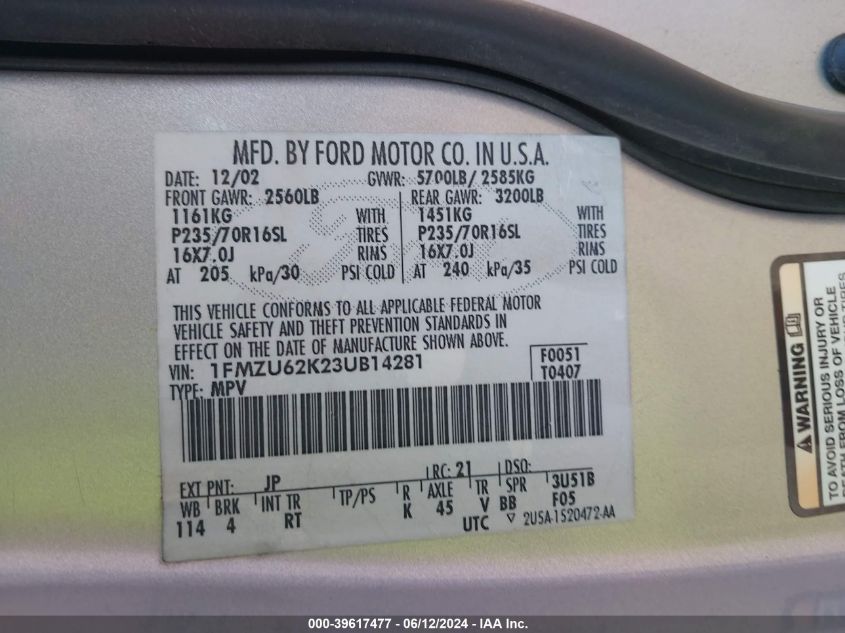 MFD. BY FORD MOTOR CO. IN U.S.A.
DATE: 12/02 GVWR: 5700LB/ 2585KG
FRONT GAWR: 2560LB REAR GAWR: 3200LB
1161KG WITH 1451KG WITH
P235/70R16SL TIRES P235/70R16SL TIRES
16X7.0J RIMS 16X7.0J RIMS
AT 205 kPa/30 PSI COLD AT 240 kPa/35 PSI COLD
THIS VEHICLE CONFORMS TO ALL APPLICABLE FEDERAL MOTOR
VEHICLE SAFETY AND THEFT PREVENTION STANDARDS IN
EFFECT ON THE DATE OF MANUFACTURE SHOWN ABOVE.
VIN: 1FMZU62K23UB14281 F0051
TYPE: MPV T0407
EXT PNT: JP RC: 21 DSO:
WB BRK INT TR TP/PS R AXLE TR SPR 3U51B
114 4 RT K 45 V BB F05
UTC 2U5A-1520472-AA
WARNING
TO AVOID SERIOUS INJURY OR
DEATH FROM LOSS OF VEHICLE
000-39617477 - 06/12/2024 - IAA Inc.